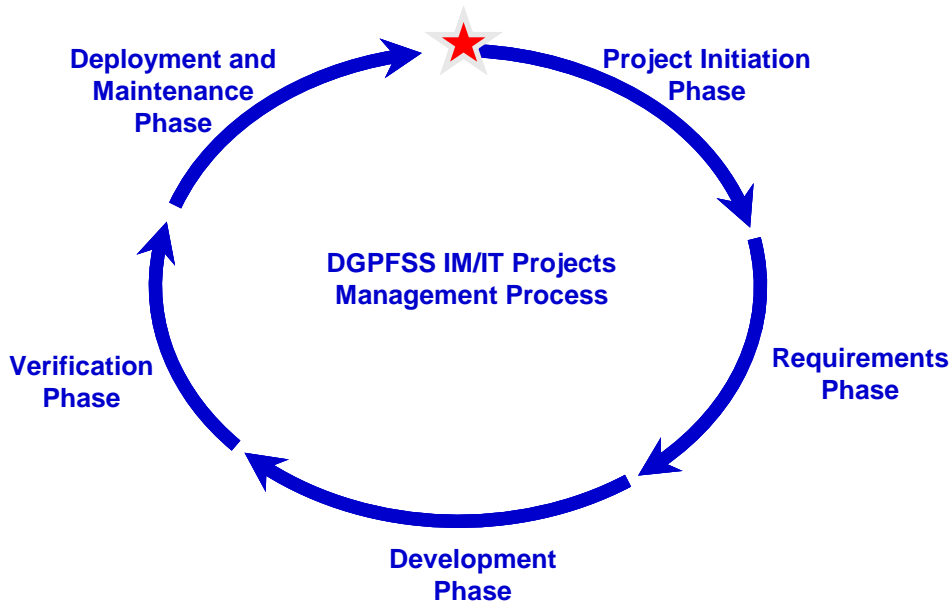 Deployment and
Maintenance
Phase
Project Initiation
Phase
DGPFSS IM/IT Projects
Management Process
Verification
Phase
Requirements
Phase
Development
Phase